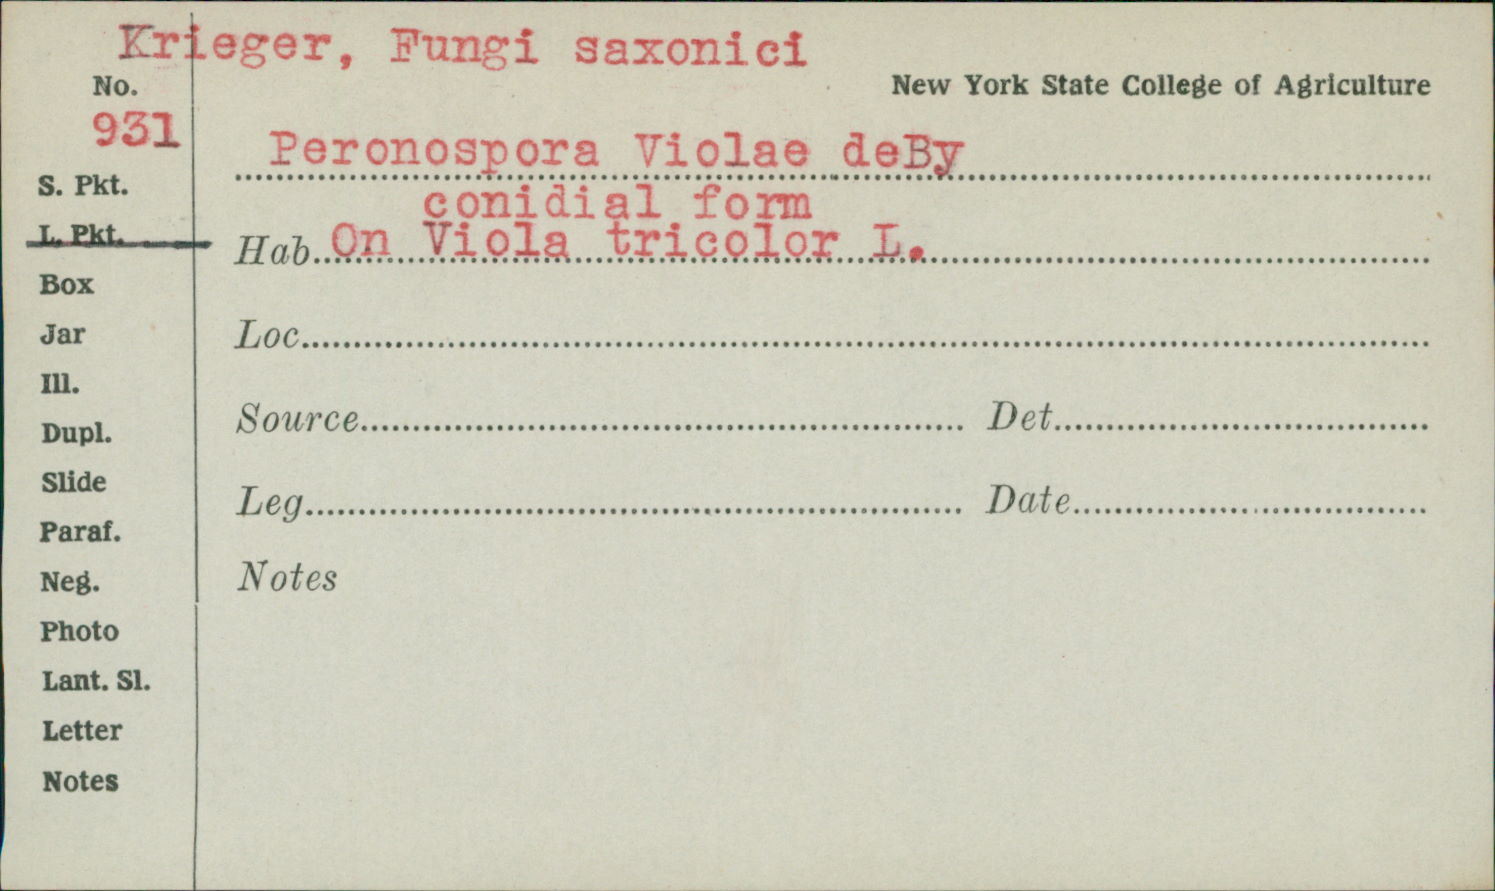 Krieger, Fungi saxonici
No.
New York State College of Agriculture
931
Peronospora Violae deBy
S. Pkt.
conidial form
L. Pkt.
Hab. On Viola tricolor L.
Box
Loc.
Jar
Ill.
Source
Det.
Dupl.
Slide
Leg.
Date
Paraf.
Neg.
Notes
Photo
Lant. Sl.
Letter
Notes